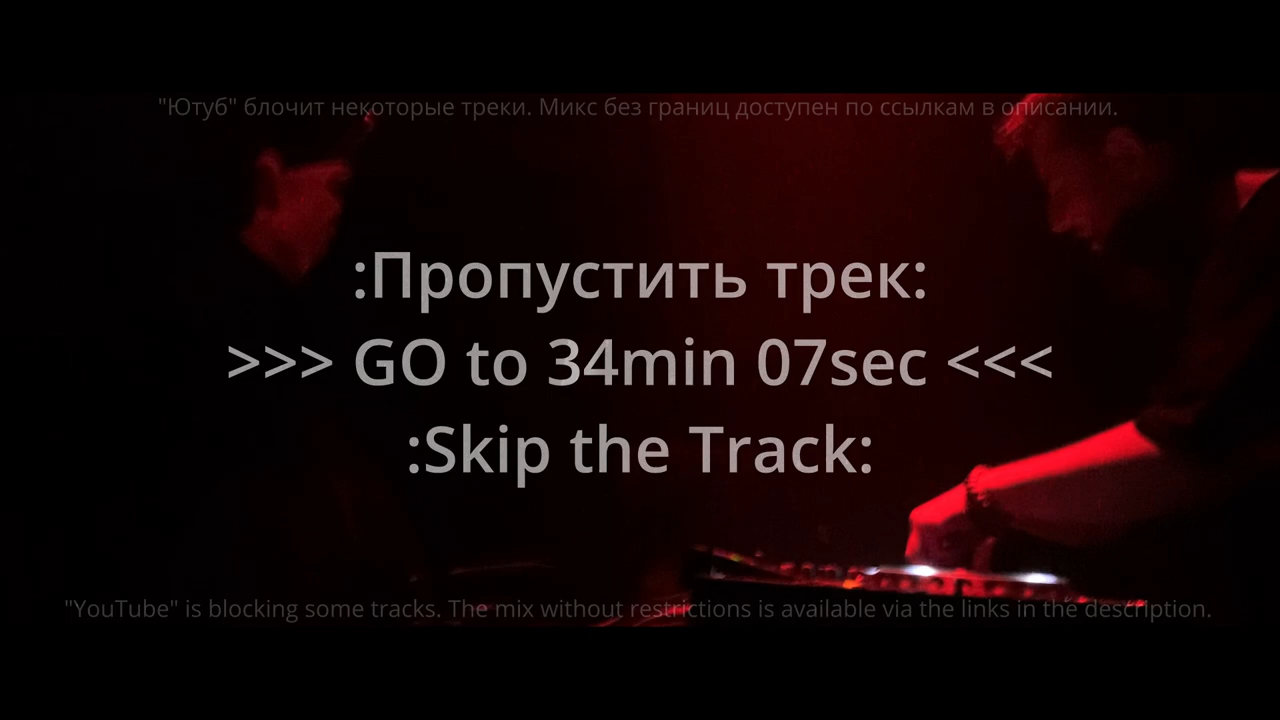 "Ютуб" блочит некоторые треки. Микс без границ доступен по ссылкам в описании.
:Пропустить трек:
>>> GO to 34min 07sec <<<
:Skip the Track:
"YouTube" is blocking some tracks. The mix without restrictions is available via the links in the description.